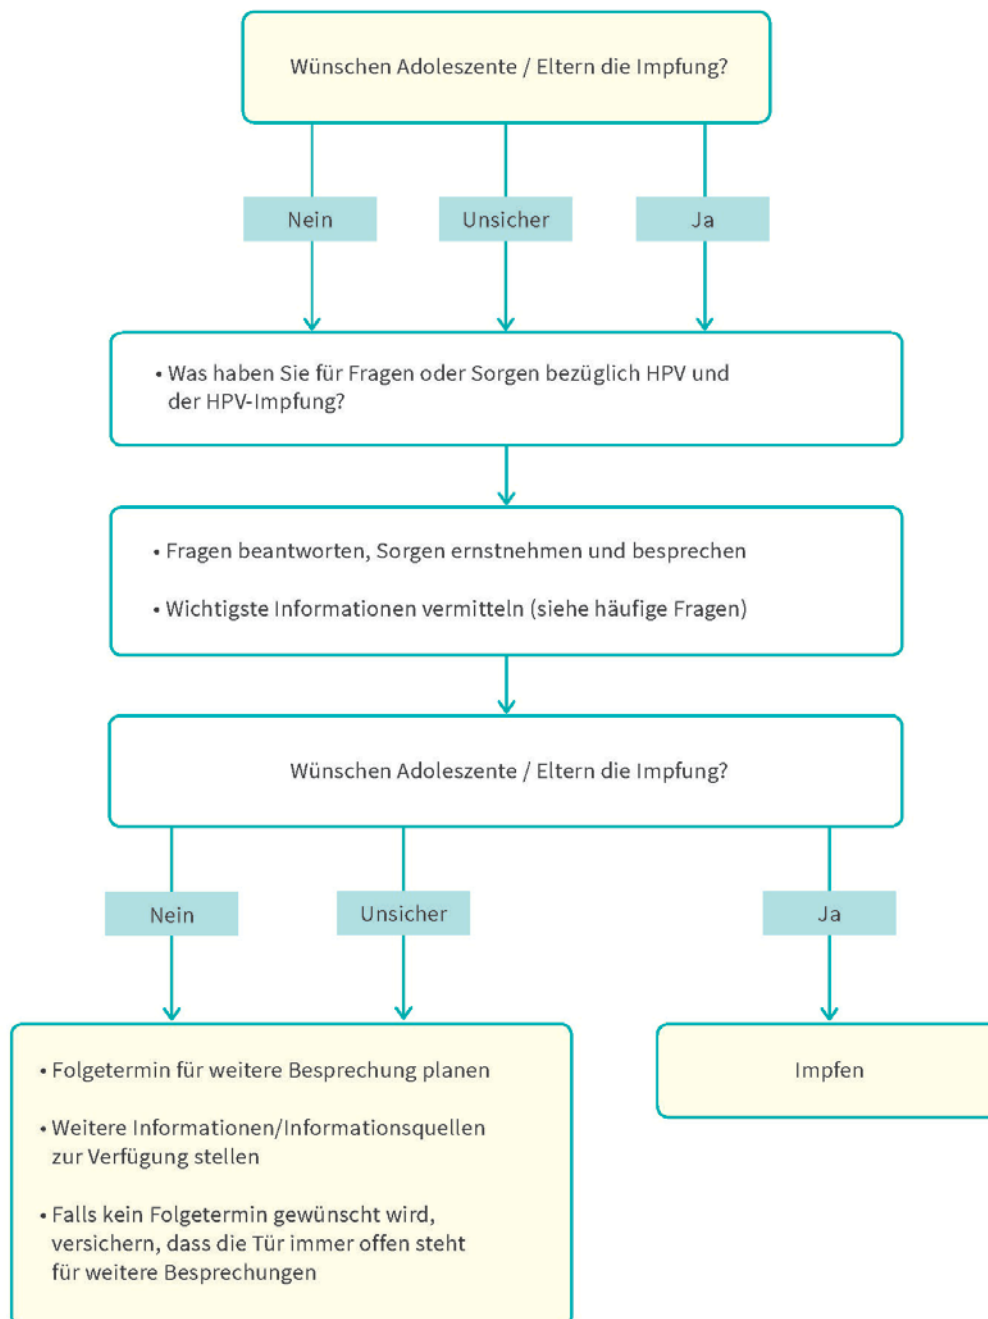 Wünschen Adoleszente / Eltern die Impfung?
Nein
Unsicher
Ja
• Was haben Sie für Fragen oder Sorgen bezüglich HPV und
der HPV-Impfung?
• Fragen beantworten, Sorgen ernstnehmen und besprechen
• Wichtigste Informationen vermitteln (siehe häufige Fragen)
Wünschen Adoleszente / Eltern die Impfung?
Nein
Unsicher
Ja
• Folgetermin für weitere Besprechung planen
• Weitere Informationen/Informationsquellen
zur Verfügung stellen
• Falls kein Folgetermin gewünscht wird,
versichern, dass die Tür immer offen steht
für weitere Besprechungen
Impfen